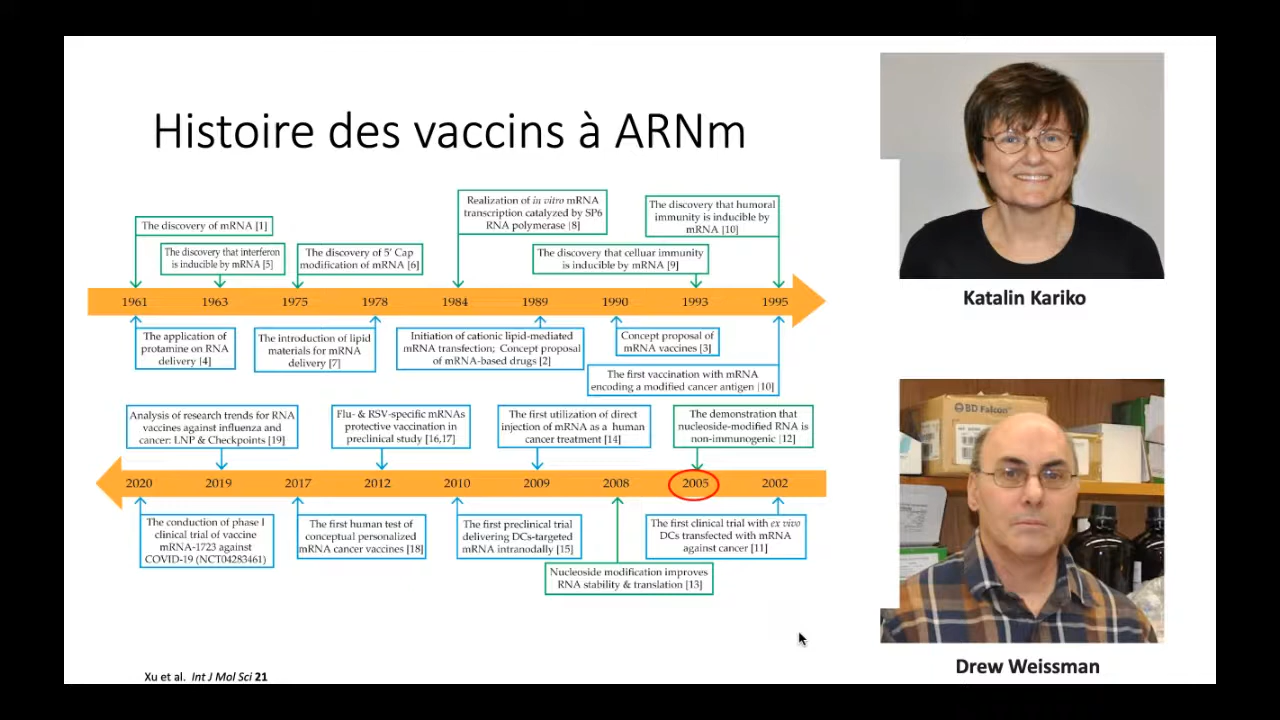 Histoire des vaccins à ARNm
The discovery of mRNA [1]
The discovery that interferon
is inducible by mRNA [5]
The discovery of 5' Cap
modification of mRNA [6]
Realization of in vitro mRNA
transcription catalyzed by SP6
RNA polymerase [8]
The discovery that celluar immunity
is inducible by mRNA [9]
The discovery that humoral
immunity is inducible by
mRNA [10]
1961 1963 1975 1978 1984 1989 1990 1993 1995
The application of
protamine on RNA
delivery [4]
The introduction of lipid
materials for mRNA
delivery [7]
Initiation of cationic lipid-mediated
mRNA transfection; Concept proposal
of mRNA-based drugs [2]
Concept proposal of
mRNA vaccines [3]
The first vaccination with mRNA
encoding a modified cancer antigen [10]
Analysis of research trends for RNA
vaccines against influenza and
cancer: LNP & Checkpoints [19]
Flu- & RSV-specific mRNAs
protective vaccination in
preclinical study [16,17]
The first utilization of direct
injection of mRNA as a human
cancer treatment [14]
The demonstration that
nucleoside-modified RNA is
non-immunogenic [12]
2020 2019 2017 2012 2010 2009 2008 2005 2002
The conduction of phase I
clinical trial of vaccine
mRNA-1723 against
COVID-19 (NCT04283461)
The first human test of
conceptual personalized
mRNA cancer vaccines [18]
The first preclinical trial
delivering DCs-targeted
mRNA intranodally [15]
Nucleoside modification improves
RNA stability & translation [13]
The first clinical trial with ex vivo
DCs transfected with mRNA
against cancer [11]
Xu et al. Int J Mol Sci 21
Katalin Kariko
BD Falcon
Drew Weissman